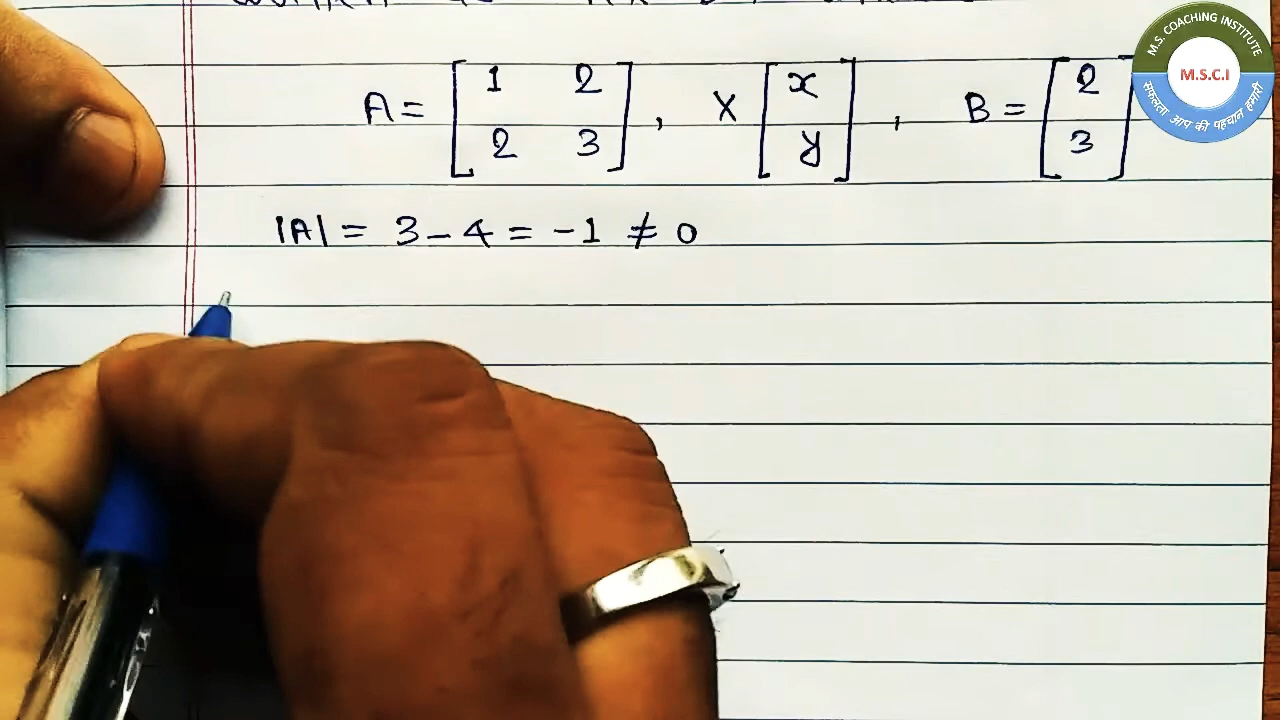 A = [ 1 2 ; 2 3 ] , X [ x ; y ] , B = [ 2 ; 3 ]
|A| = 3 - 4 = -1 ≠ 0
M.S. COACHING INSTITUTE
M.S.C.I
सफलता आप की पहचान हमारी